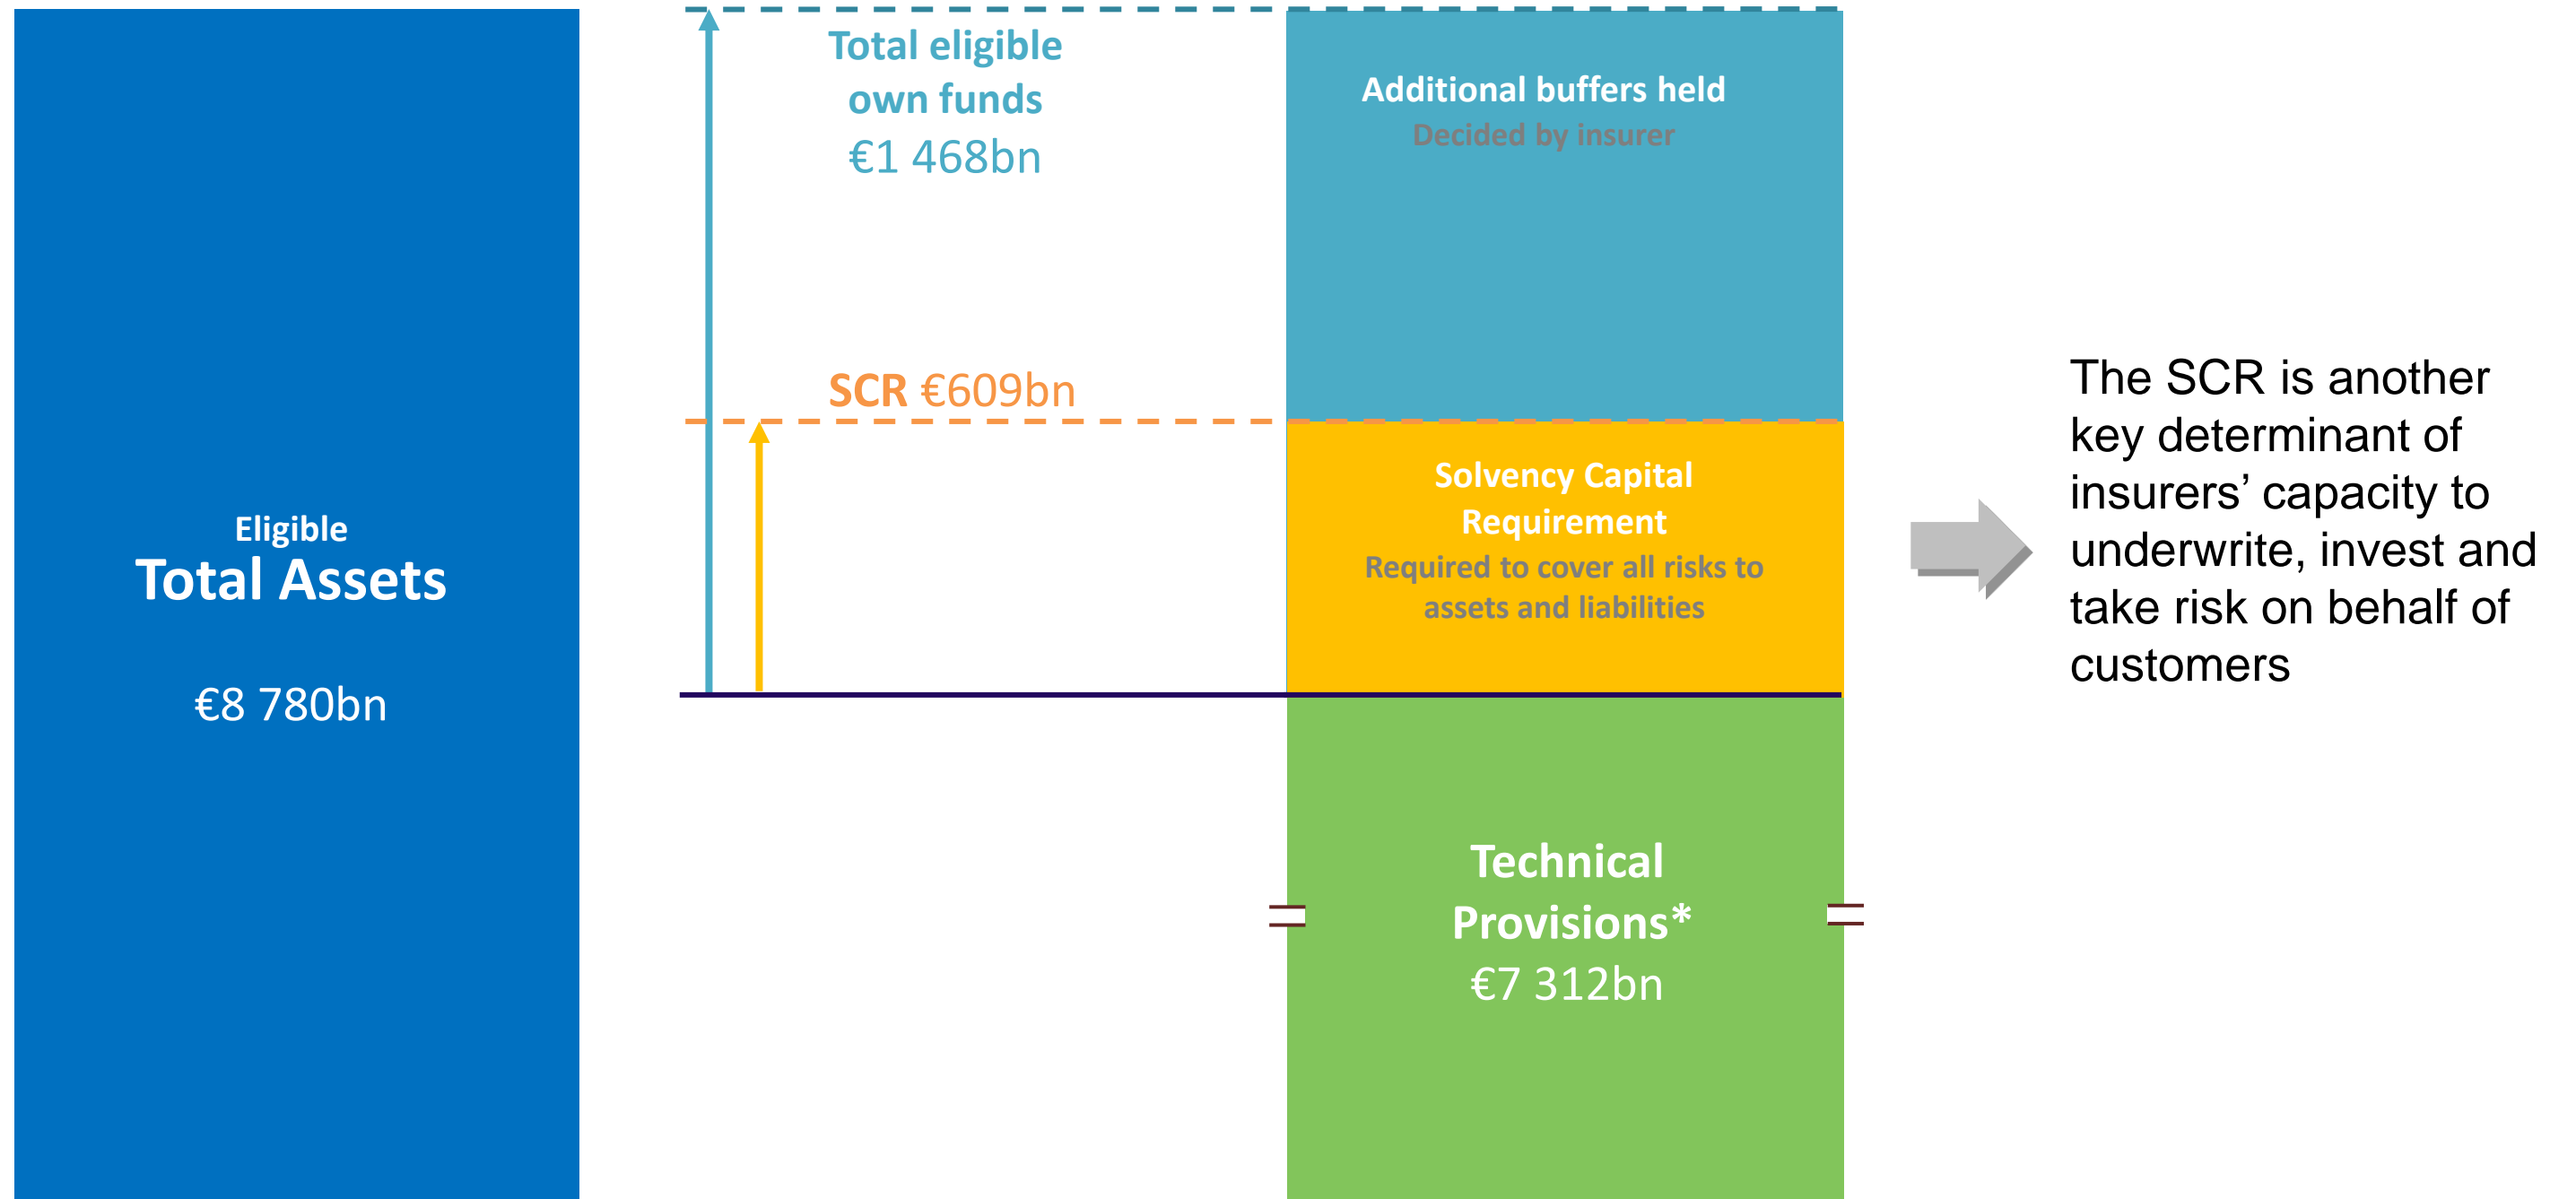 Eligible
Total Assets
€8 780bn
Total eligible
own funds
€1 468bn
SCR €609bn
Additional buffers held
Decided by insurer
Solvency Capital
Requirement
Required to cover all risks to
assets and liabilities
Technical
Provisions*
€7 312bn
The SCR is another
key determinant of
insurers’ capacity to
underwrite, invest and
take risk on behalf of
customers